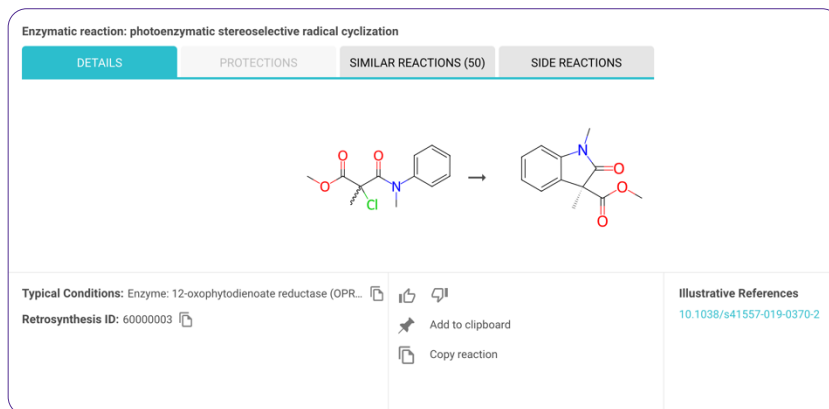 Enzymatic reaction: photoenzymatic stereoselective radical cyclization
DETAILS
PROTECTIONS
SIMILAR REACTIONS (50)
SIDE REACTIONS
O
O
O
Cl
N
N
O
O
O
Typical Conditions: Enzyme: 12-oxophytodienoate reductase (OPR...
Retrosynthesis ID: 60000003
Add to clipboard
Copy reaction
Illustrative References
10.1038/s41557-019-0370-2